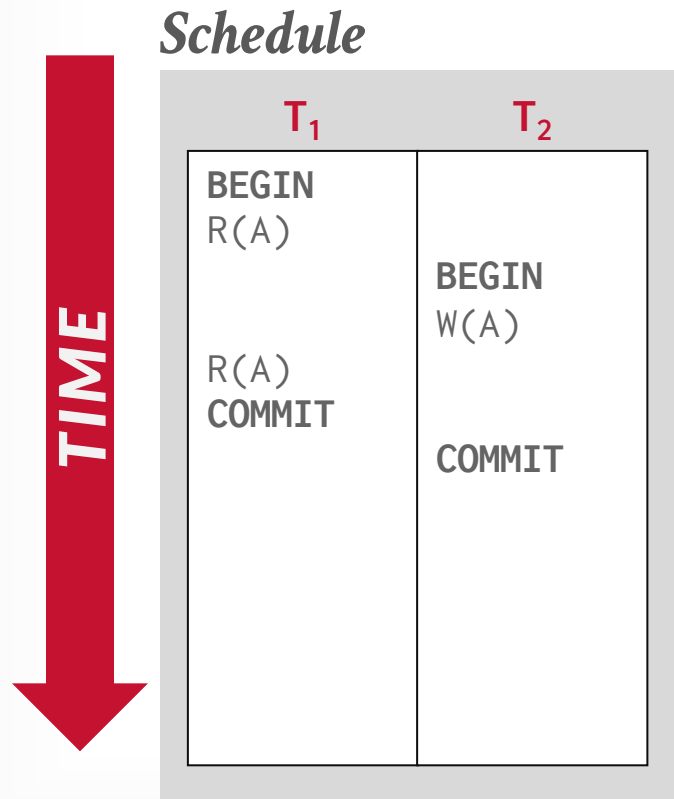 Schedule
TIME
T₁ T₂
BEGIN
R(A)
BEGIN
W(A)
R(A)
COMMIT
COMMIT